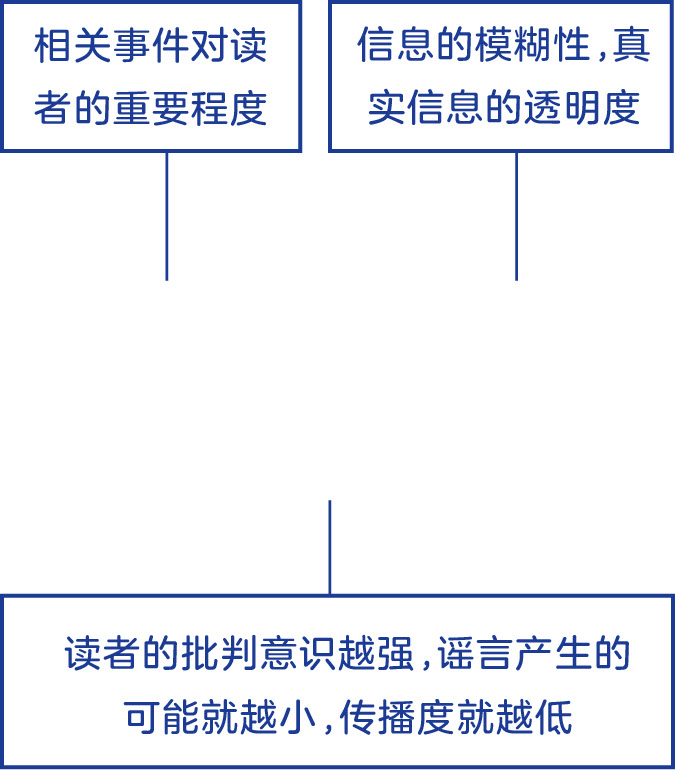 相关事件对读
者的重要程度
信息的模糊性,真
实信息的透明度
读者的批判意识越强,谣言产生的
可能就越小,传播度就越低